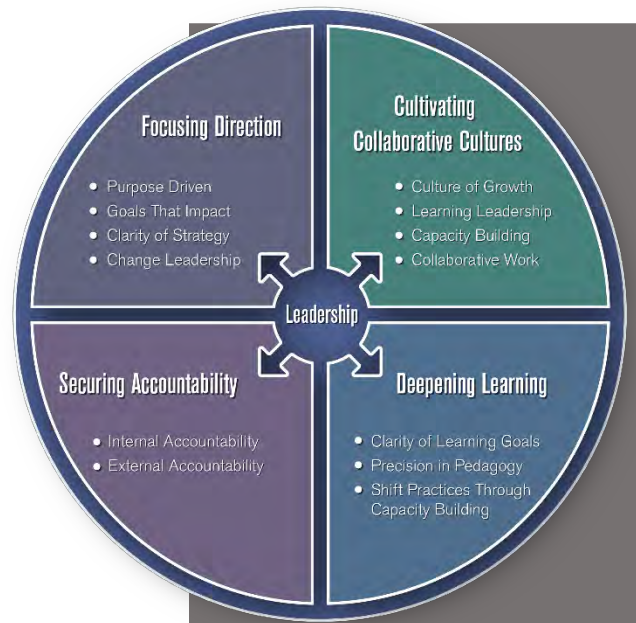 Focusing Direction
• Purpose Driven
• Goals That Impact
• Clarity of Strategy
• Change Leadership
Cultivating
Collaborative Cultures
• Culture of Growth
• Learning Leadership
• Capacity Building
• Collaborative Work
Leadership
Securing Accountability
• Internal Accountability
• External Accountability
Deepening Learning
• Clarity of Learning Goals
• Precision in Pedagogy
• Shift Practices Through
Capacity Building